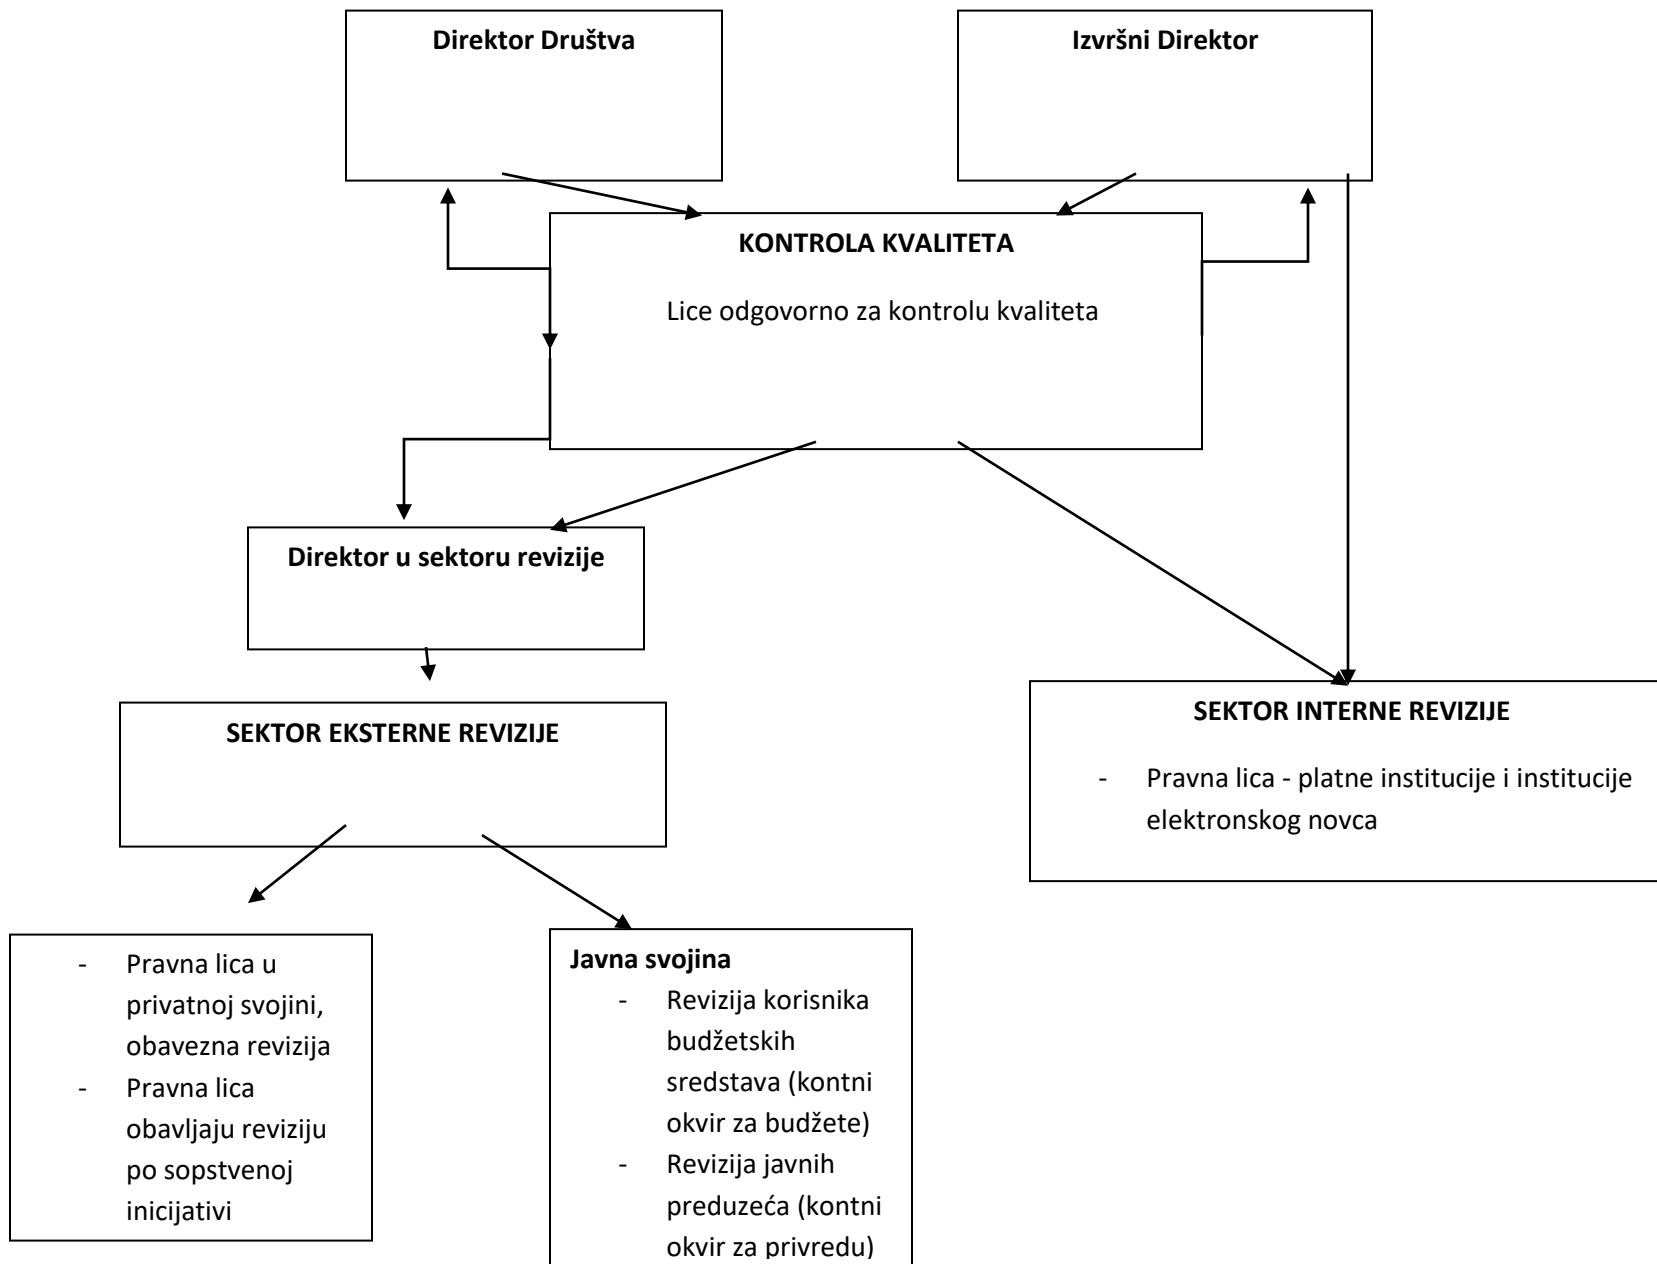 Direktor Društva
Izvršni Direktor
KONTROLA KVALITETA
Lice odgovorno za kontrolu kvaliteta
Direktor u sektoru revizije
SEKTOR EKSTERNE REVIZIJE
SEKTOR INTERNE REVIZIJE
- Pravna lica - platne institucije i institucije
elektronskog novca
- Pravna lica u
privatnoj svojini,
obavezna revizija
- Pravna lica
obavljaju reviziju
po sopstvenoj
inicijativi
Javna svojina
- Revizija korisnika
budžetskih
sredstava (kontni
okvir za budžete)
- Revizija javnih
preduzeća (kontni
okvir za privredu)